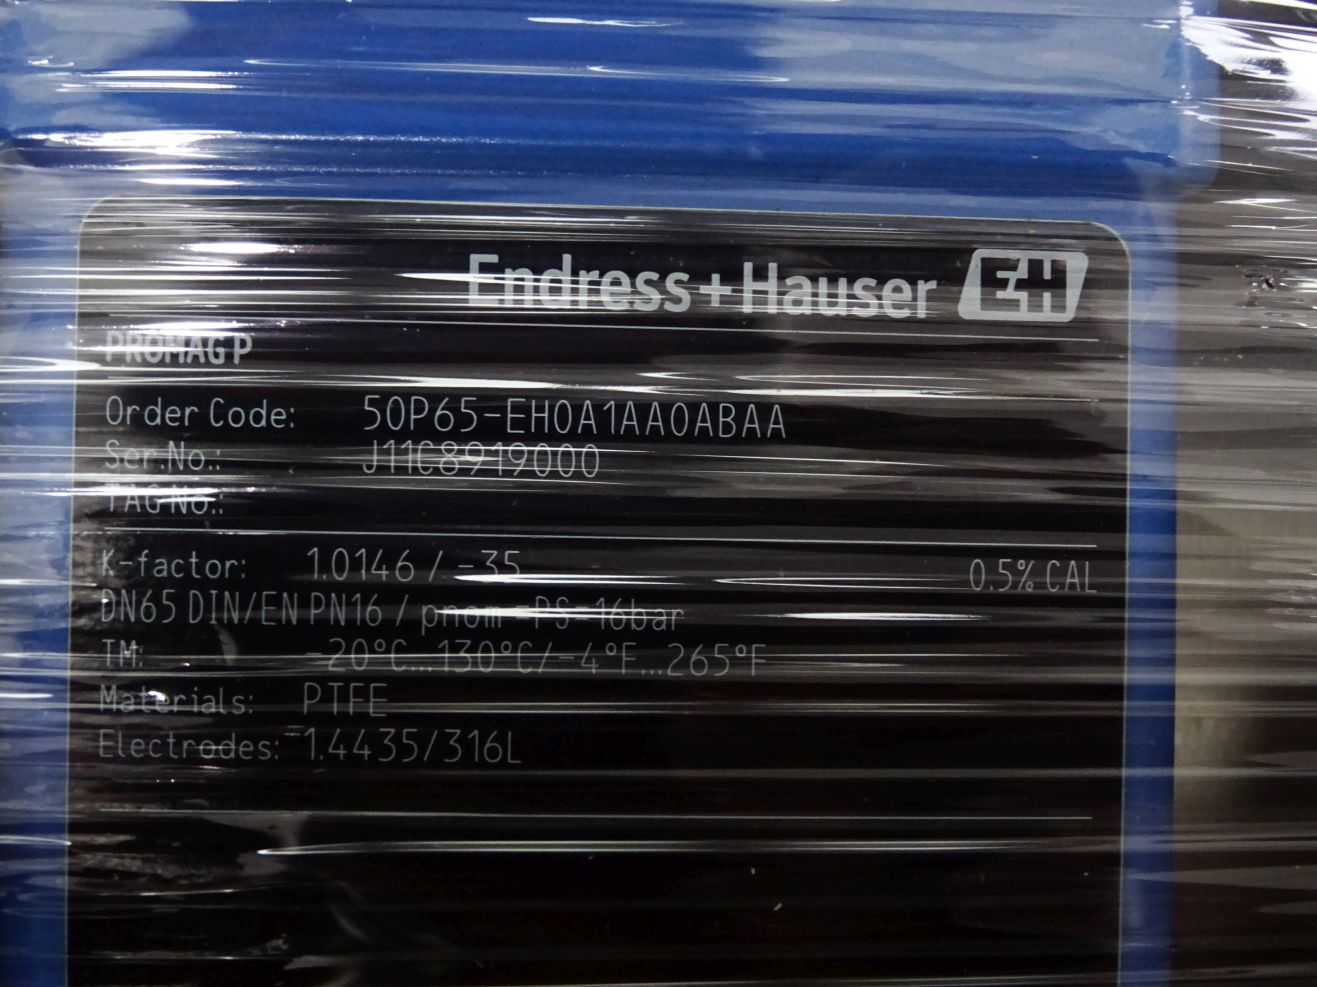 Endress+Hauser EH
PROMAG P
Order Code: 50P65-EH0A1AA0ABAA
Ser.No.: J11C8919000
TAG No.:
K-factor: 1.0146 / -35 0.5% CAL
DN65 DIN/EN PN16 / pnom=PS=16bar
TM: -20°C...130°C/-4°F...265°F
Materials: PTFE
Electrodes: 1.4435/316L